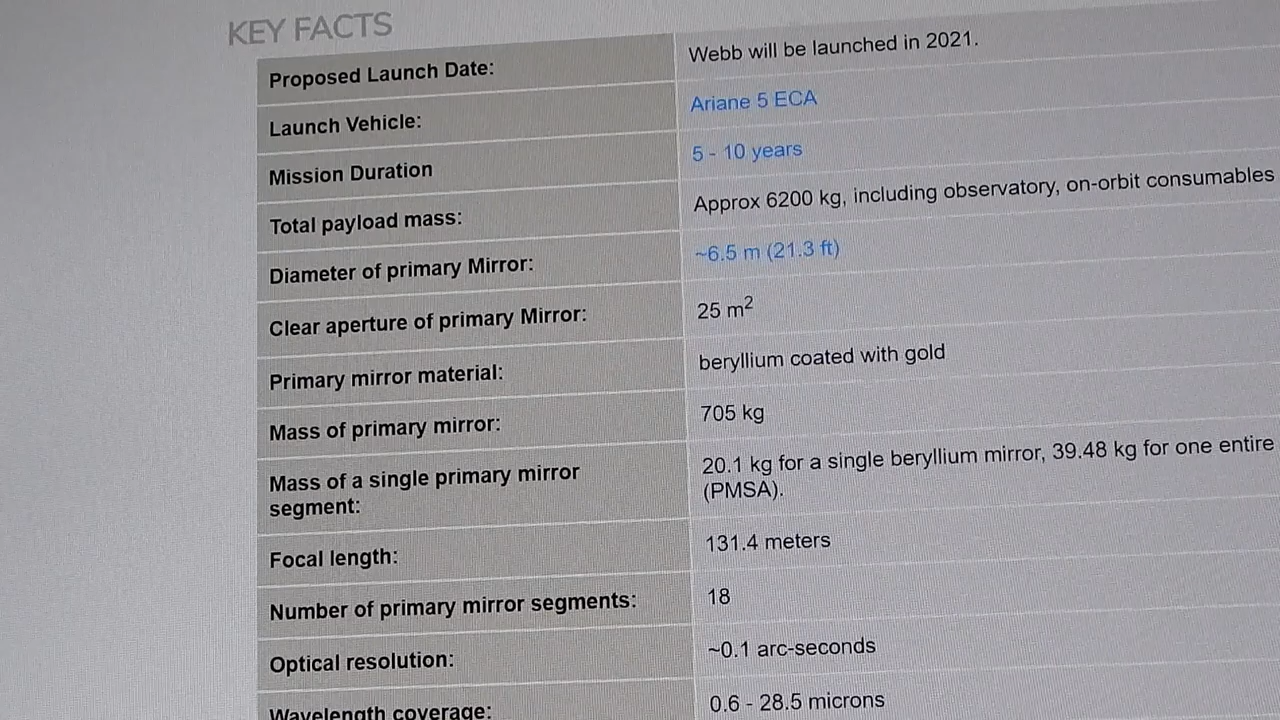 KEY FACTS
Proposed Launch Date: Webb will be launched in 2021.
Launch Vehicle: Ariane 5 ECA
Mission Duration 5 - 10 years
Total payload mass: Approx 6200 kg, including observatory, on-orbit consumables
Diameter of primary Mirror: ~6.5 m (21.3 ft)
Clear aperture of primary Mirror: 25 m²
Primary mirror material: beryllium coated with gold
Mass of primary mirror: 705 kg
Mass of a single primary mirror
segment:
20.1 kg for a single beryllium mirror, 39.48 kg for one entire
(PMSA).
Focal length: 131.4 meters
Number of primary mirror segments: 18
Optical resolution: ~0.1 arc-seconds
Wavelength coverage: 0.6 - 28.5 microns